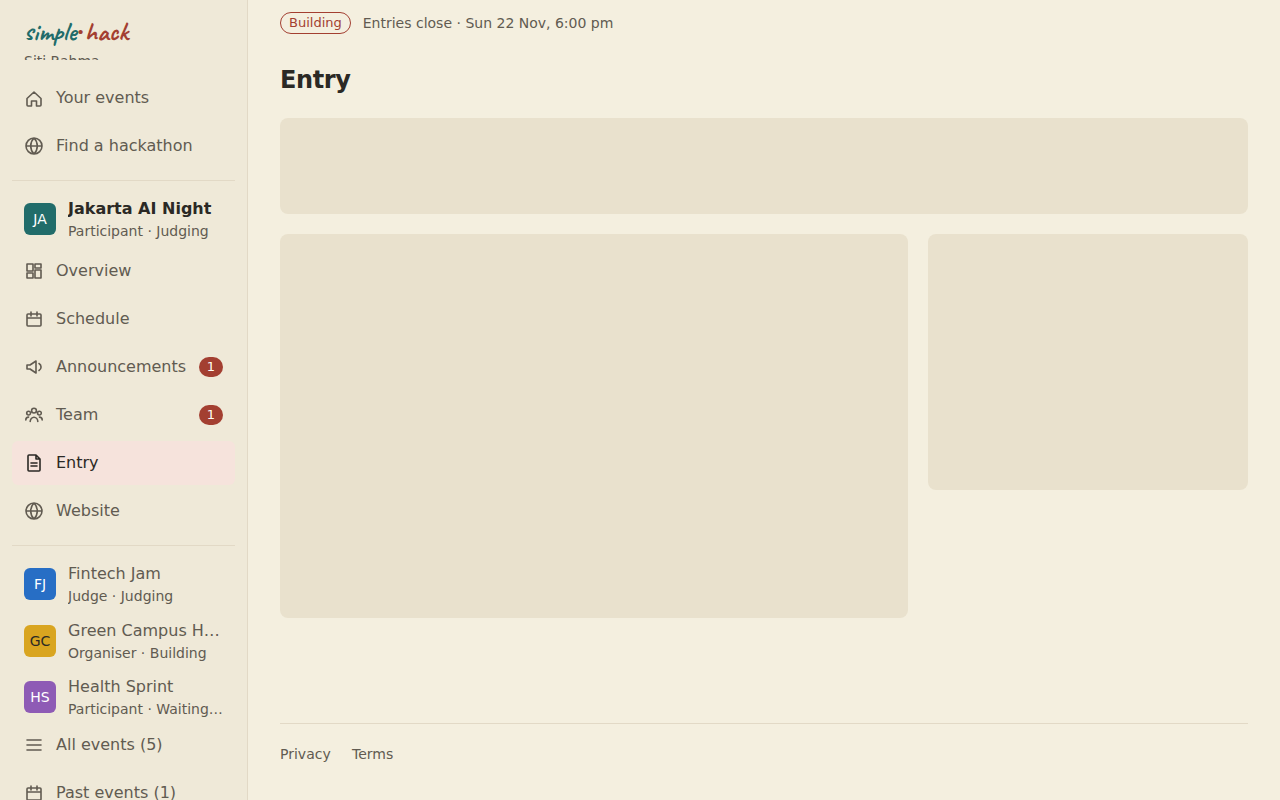 simple·hack
Siti Rahma
Your events
Find a hackathon
JA
Jakarta AI Night
Participant · Judging
Overview
Schedule
Announcements 1
Team 1
Entry
Website
FJ
Fintech Jam
Judge · Judging
GC
Green Campus H…
Organiser · Building
HS
Health Sprint
Participant · Waiting…
All events (5)
Past events (1)
Building Entries close · Sun 22 Nov, 6:00 pm
Entry
Privacy Terms